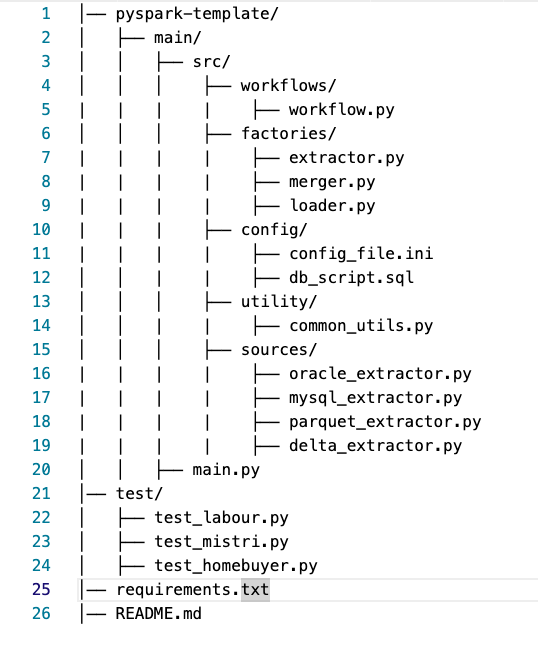 1 |── pyspark-template/
2 |   ├── main/
3 |   |   ├── src/
4 |   |   |   ├── workflows/
5 |   |   |   |   ├── workflow.py
6 |   |   |   ├── factories/
7 |   |   |   |   ├── extractor.py
8 |   |   |   |   ├── merger.py
9 |   |   |   |   ├── loader.py
10 |   |   |   ├── config/
11 |   |   |   |   ├── config_file.ini
12 |   |   |   |   ├── db_script.sql
13 |   |   |   ├── utility/
14 |   |   |   |   ├── common_utils.py
15 |   |   |   ├── sources/
16 |   |   |   |   ├── oracle_extractor.py
17 |   |   |   |   ├── mysql_extractor.py
18 |   |   |   |   ├── parquet_extractor.py
19 |   |   |   |   ├── delta_extractor.py
20 |   |   ├── main.py
21 |── test/
22 |   ├── test_labour.py
23 |   ├── test_mistri.py
24 |   ├── test_homebuyer.py
25 |── requirements.txt
26 |── README.md